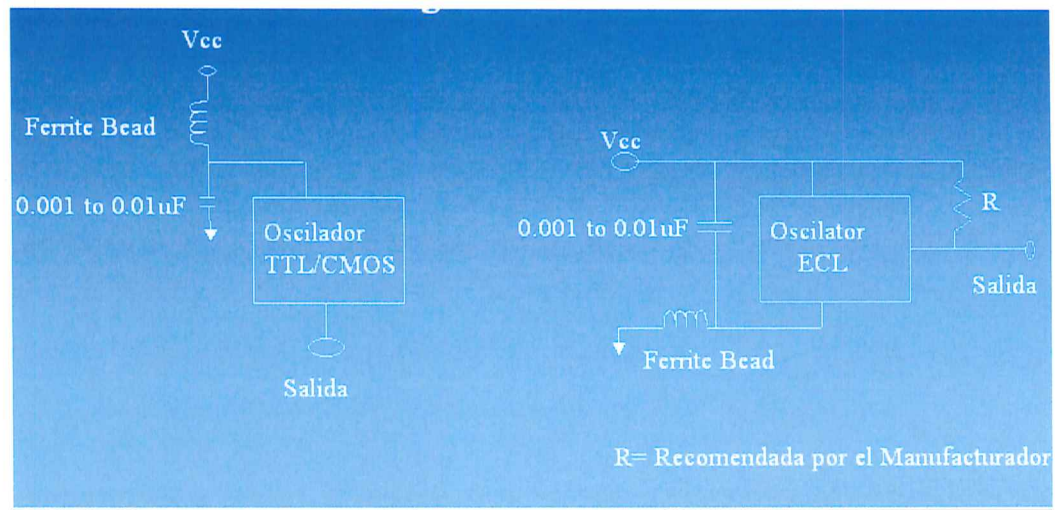 Vcc
Ferrite Bead
0.001 to 0.01uF
Oscilador
TTL/CMOS
Salida
Vcc
0.001 to 0.01uF
Oscilator
ECL
R
Salida
Ferrite Bead
R= Recomendada por el Manufacturador